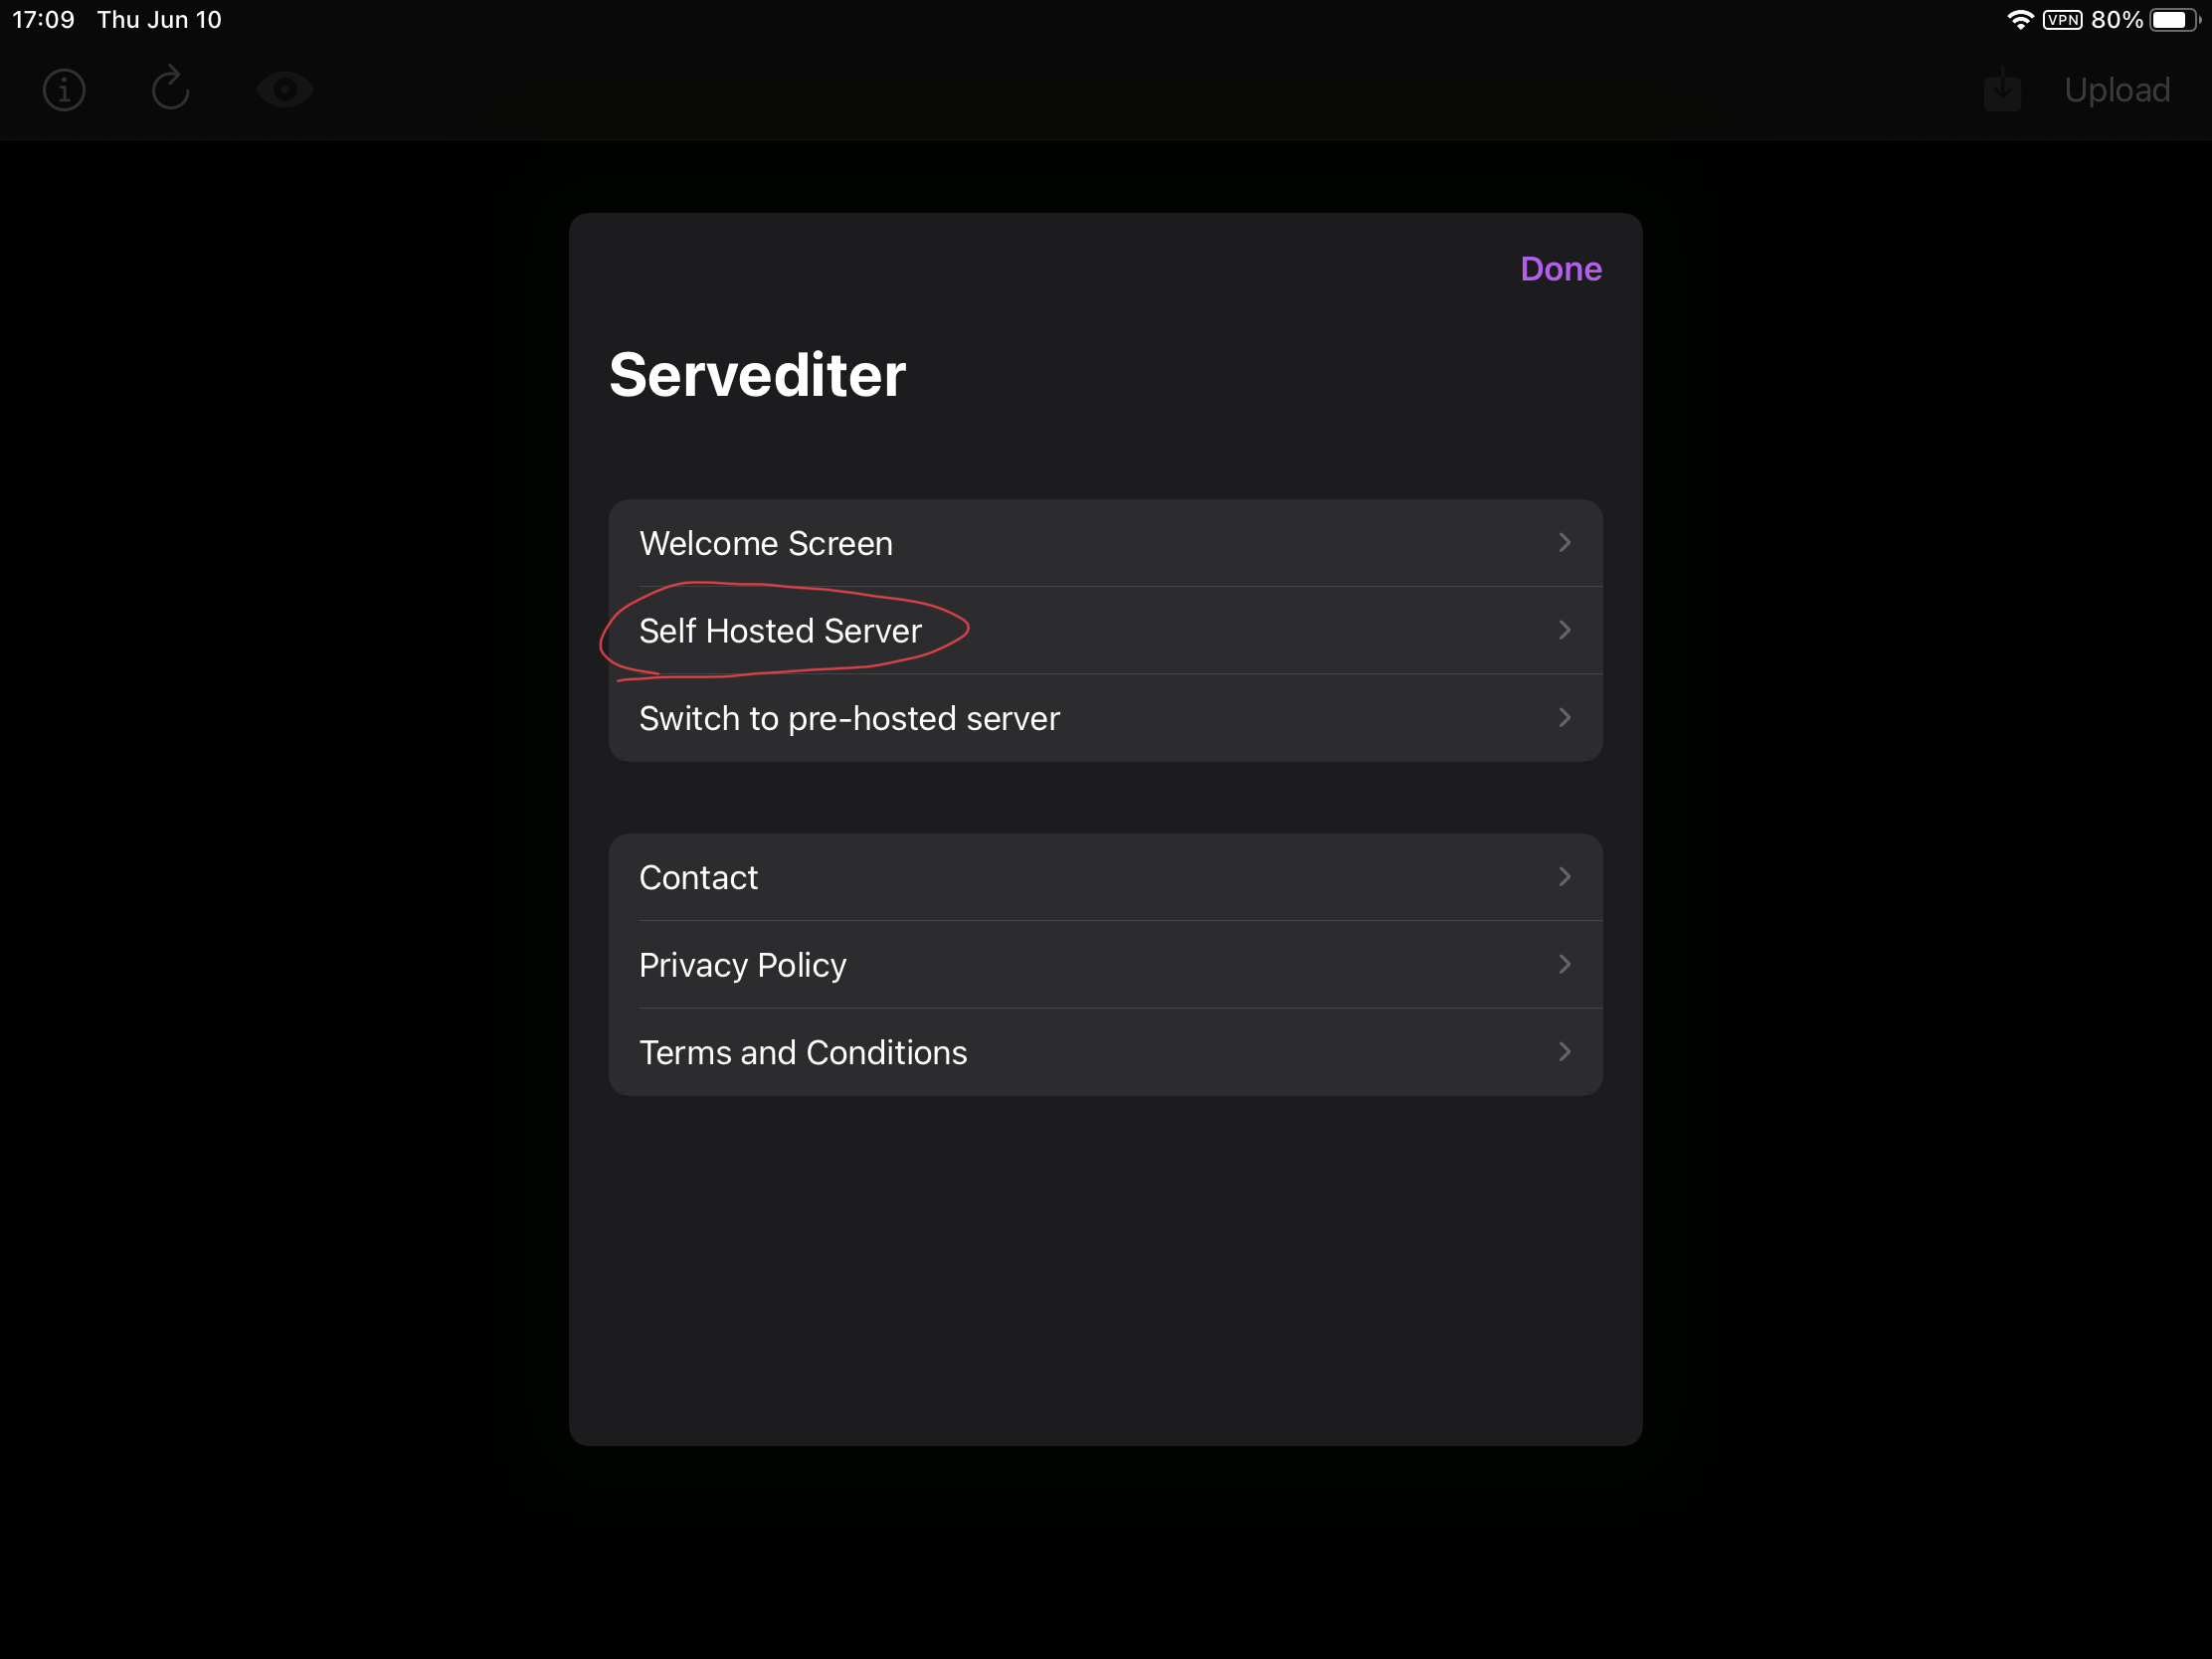 17:09 Thu Jun 10 VPN 80%
Upload
Done
Servediter
Welcome Screen
Self Hosted Server
Switch to pre-hosted server
Contact
Privacy Policy
Terms and Conditions